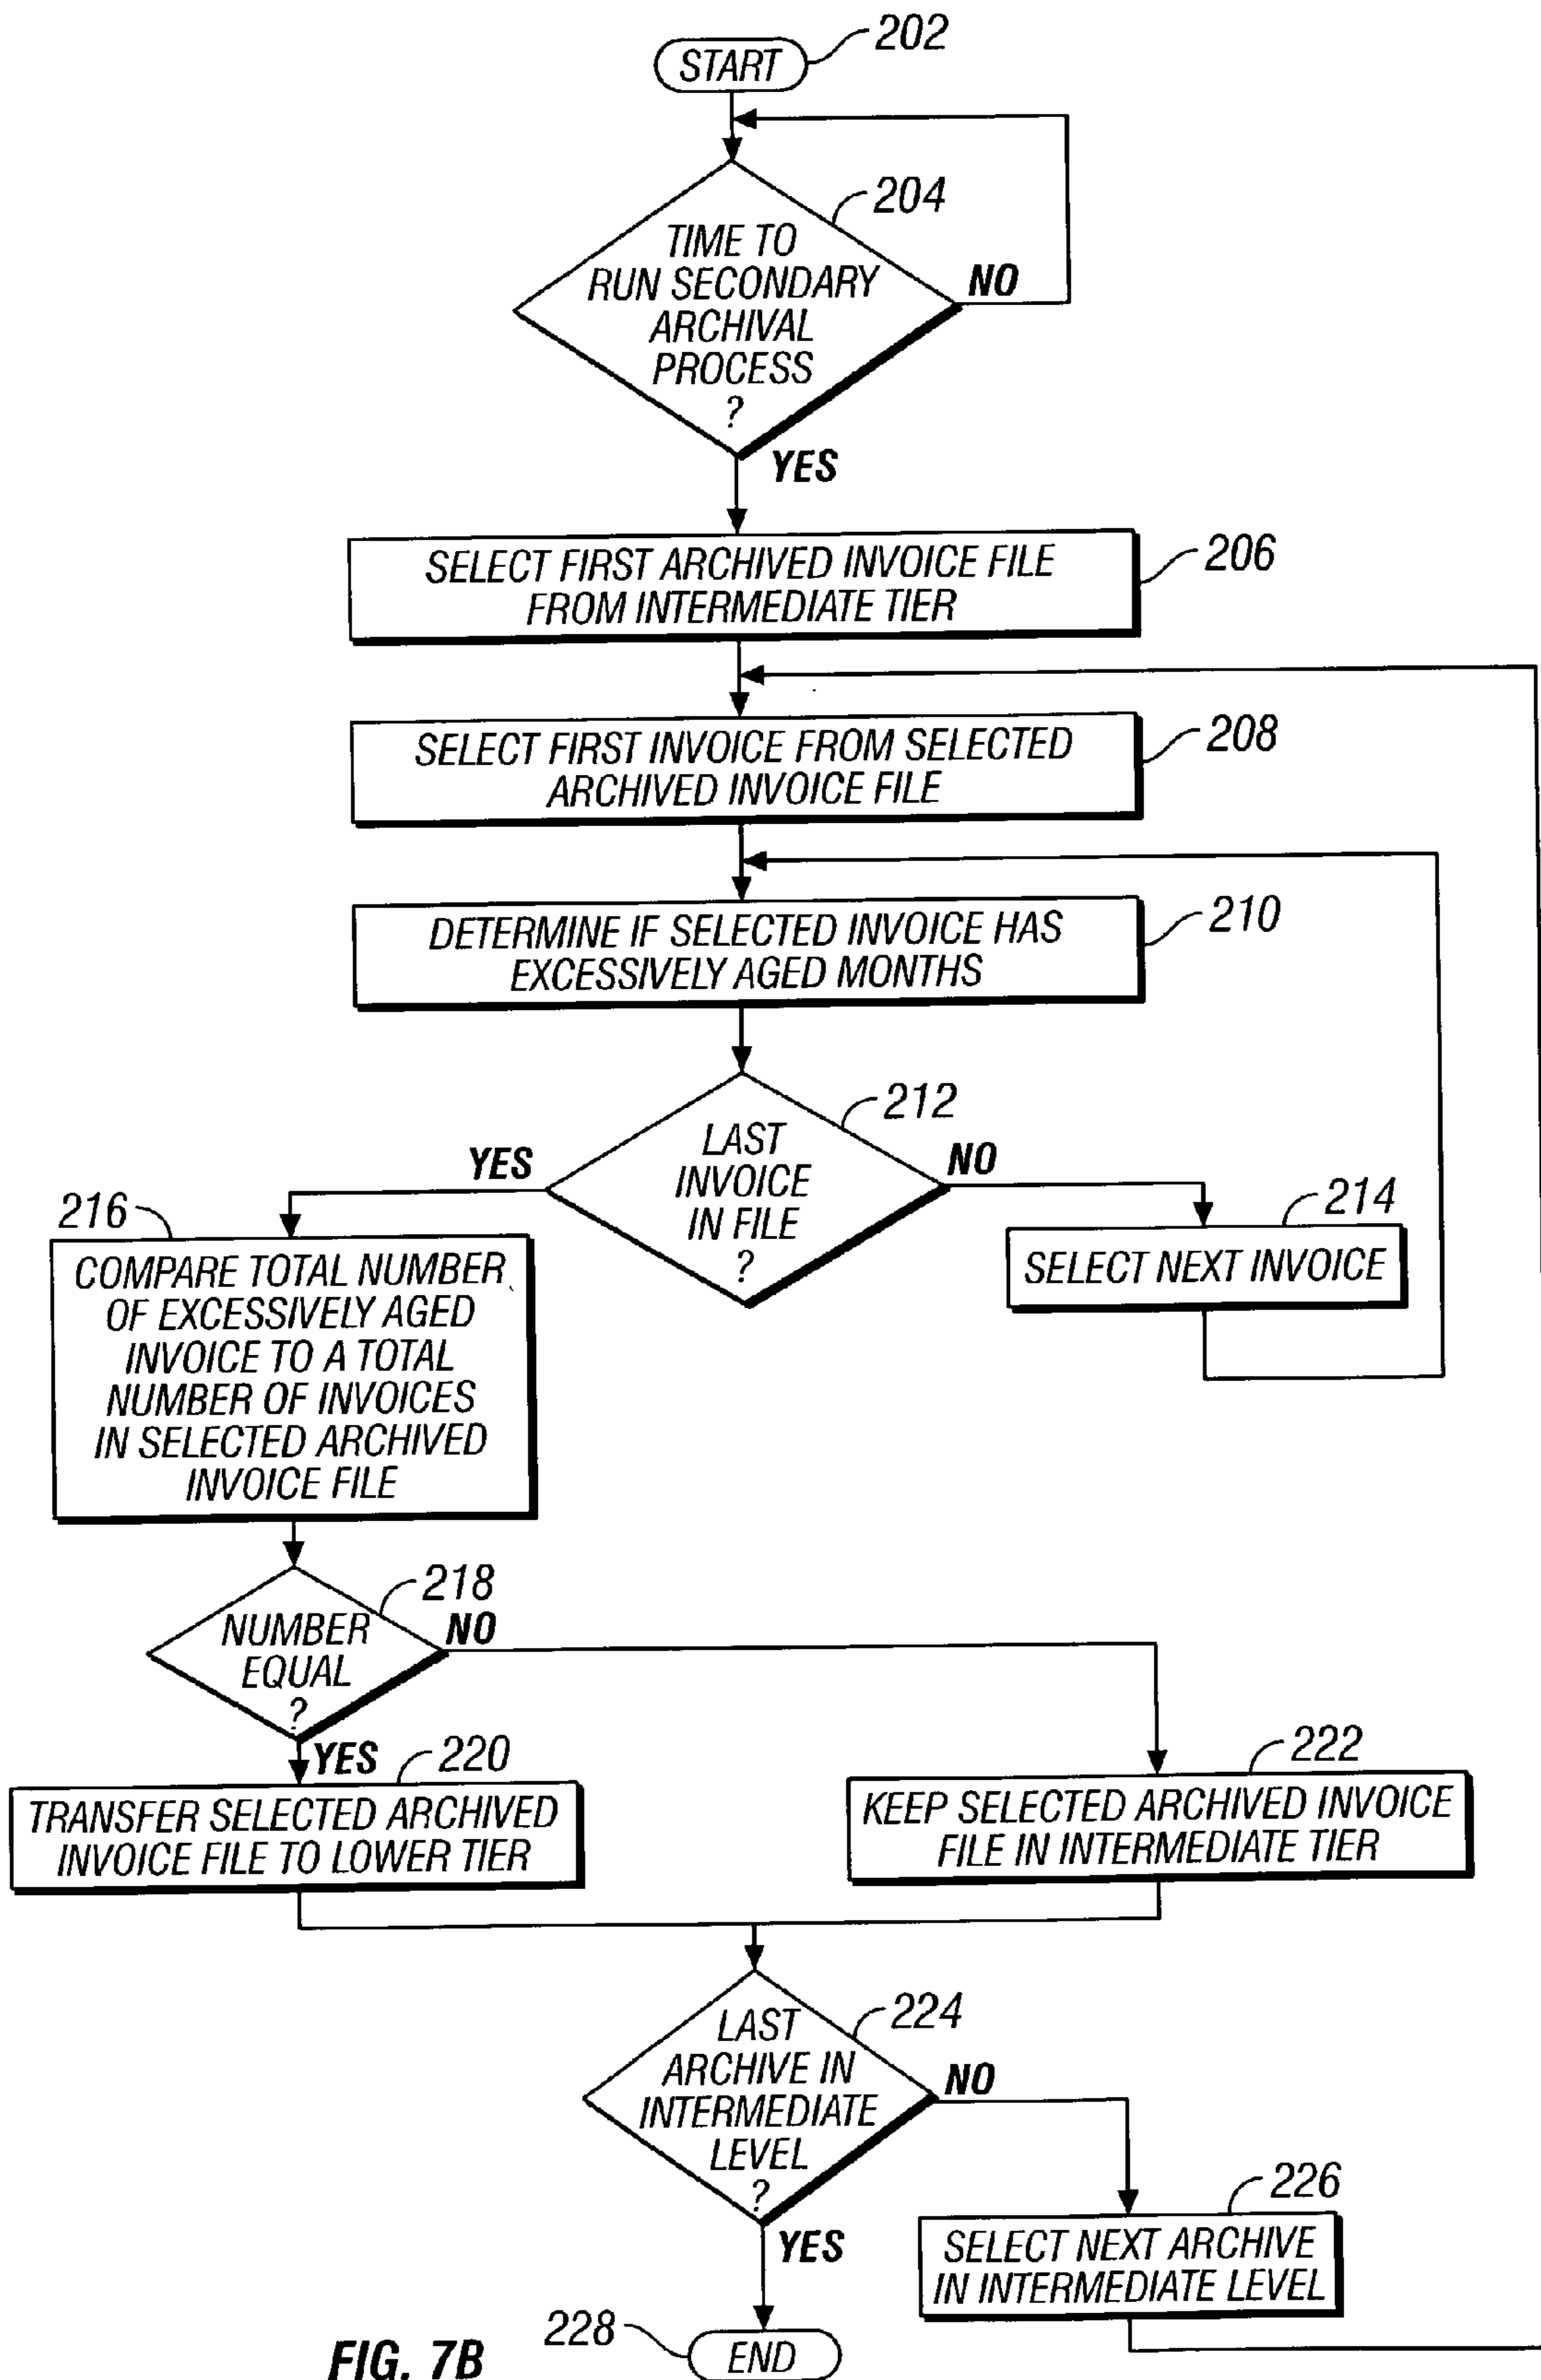 START
202
TIME TO
RUN SECONDARY
ARCHIVAL
PROCESS
?
204
NO
YES
SELECT FIRST ARCHIVED INVOICE FILE
FROM INTERMEDIATE TIER
206
SELECT FIRST INVOICE FROM SELECTED
ARCHIVED INVOICE FILE
208
DETERMINE IF SELECTED INVOICE HAS
EXCESSIVELY AGED MONTHS
210
LAST
INVOICE
IN FILE
?
212
YES
NO
214
SELECT NEXT INVOICE
216
COMPARE TOTAL NUMBER
OF EXCESSIVELY AGED
INVOICE TO A TOTAL
NUMBER OF INVOICES
IN SELECTED ARCHIVED
INVOICE FILE
218
NUMBER
EQUAL
?
NO
YES
220
TRANSFER SELECTED ARCHIVED
INVOICE FILE TO LOWER TIER
222
KEEP SELECTED ARCHIVED INVOICE
FILE IN INTERMEDIATE TIER
224
LAST
ARCHIVE IN
INTERMEDIATE
LEVEL
?
NO
YES
226
SELECT NEXT ARCHIVE
IN INTERMEDIATE LEVEL
228
END
FIG. 7B